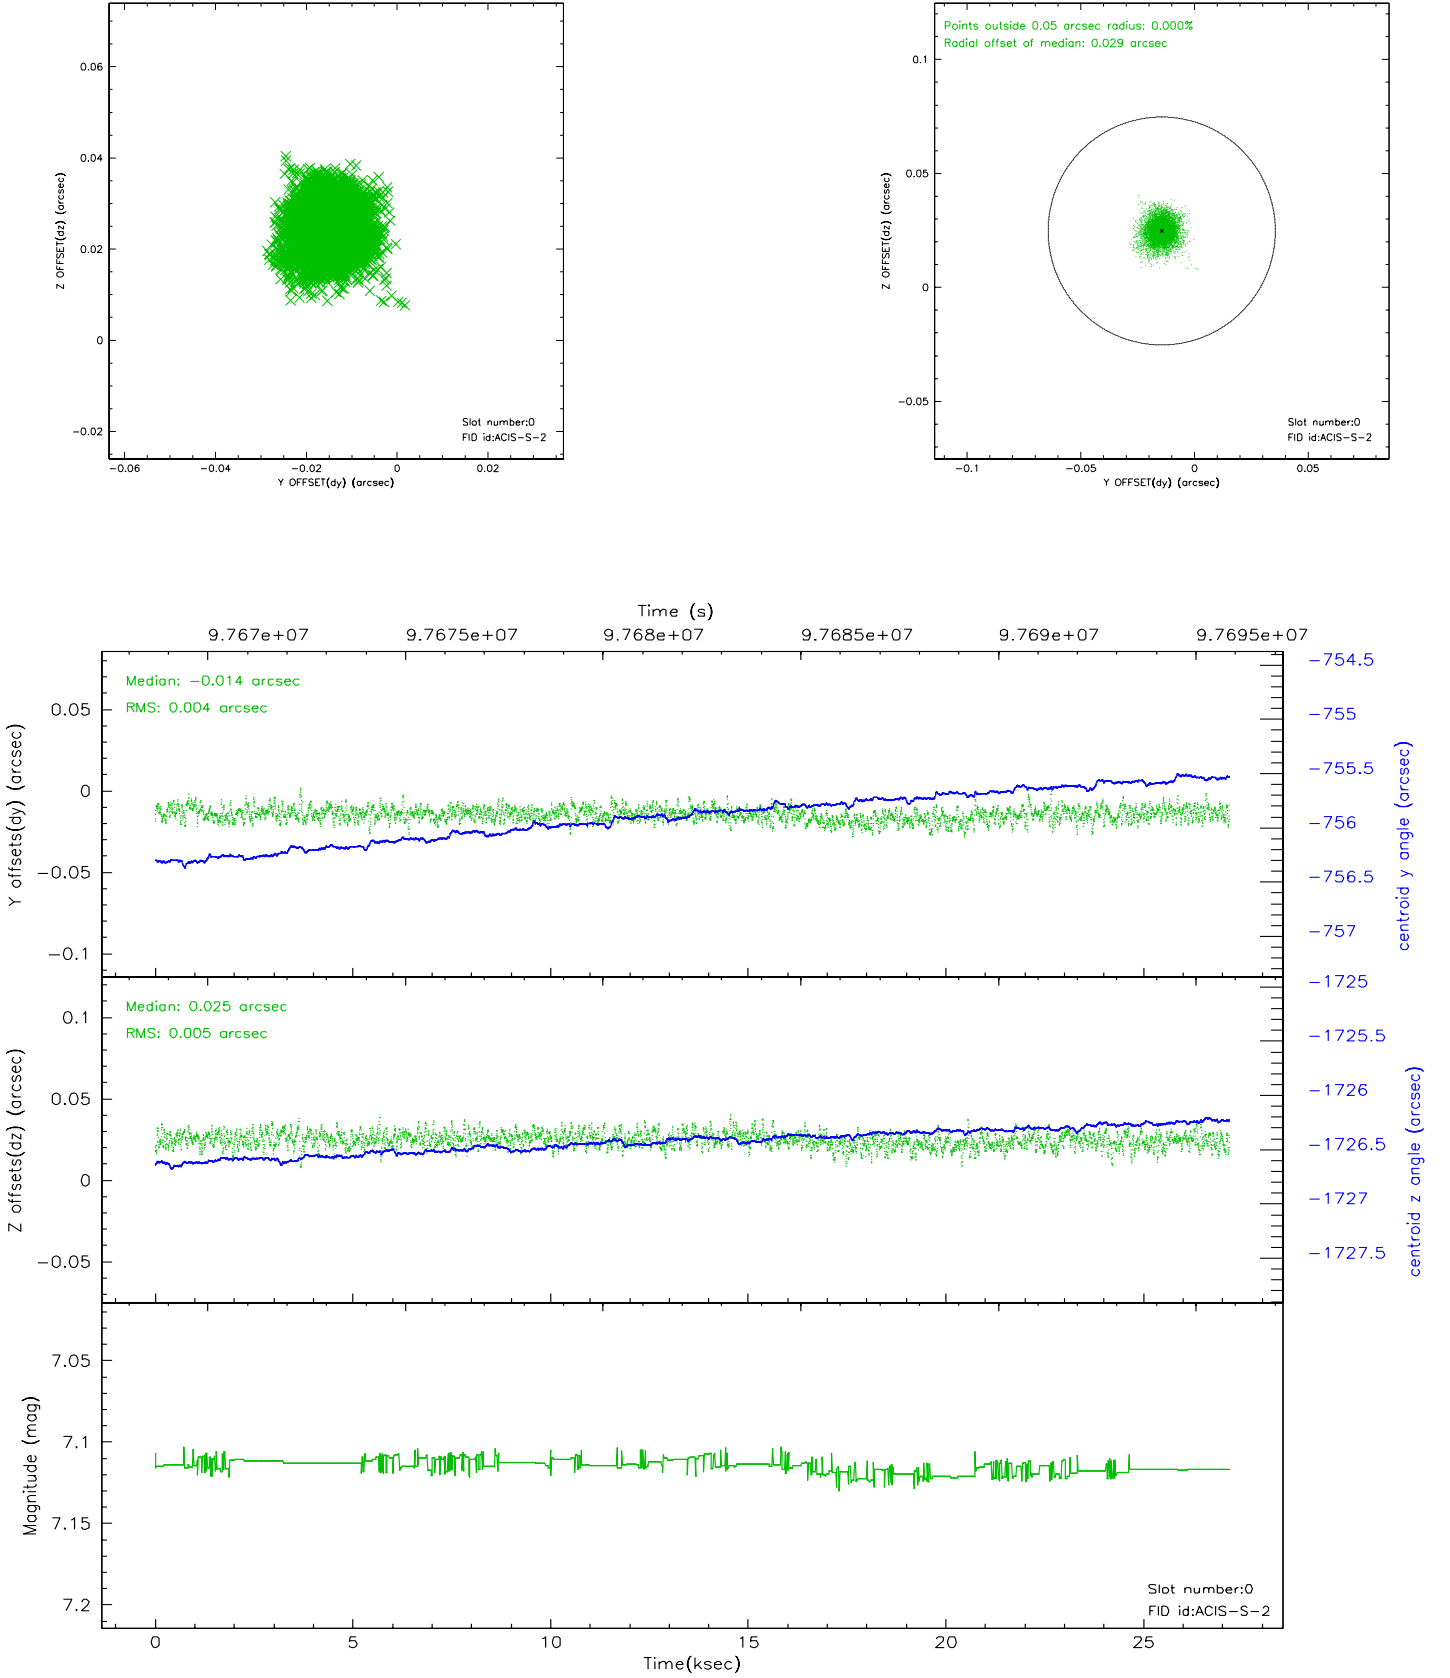 0.06
0.04
0.02
0
−0.02
Z OFFSET(dz) (arcsec)
Slot number:0
FID id:ACIS−S−2
−0.06
−0.04
−0.02
0
0.02
Y OFFSET(dy) (arcsec)
Points outside 0.05 arcsec radius: 0.000%
Radial offset of median: 0.029 arcsec
0.1
0.05
0
−0.05
Z OFFSET(dz) (arcsec)
Slot number:0
FID id:ACIS−S−2
−0.1
−0.05
0
0.05
Y OFFSET(dy) (arcsec)
Time (s)
9.767e+07
9.7675e+07
9.768e+07
9.7685e+07
9.769e+07
9.7695e+07
Median: −0.014 arcsec
RMS: 0.004 arcsec
0.05
0
−0.05
−0.1
Y offsets(dy) (arcsec)
−754.5
−755
−755.5
−756
−756.5
−757
centroid y angle (arcsec)
Median: 0.025 arcsec
RMS: 0.005 arcsec
0.1
0.05
0
−0.05
Z offsets(dz) (arcsec)
−1725
−1725.5
−1726
−1726.5
−1727
−1727.5
centroid z angle (arcsec)
7.05
7.1
7.15
7.2
Magnitude (mag)
Slot number:0
FID id:ACIS−S−2
0
5
10
15
20
25
Time(ksec)